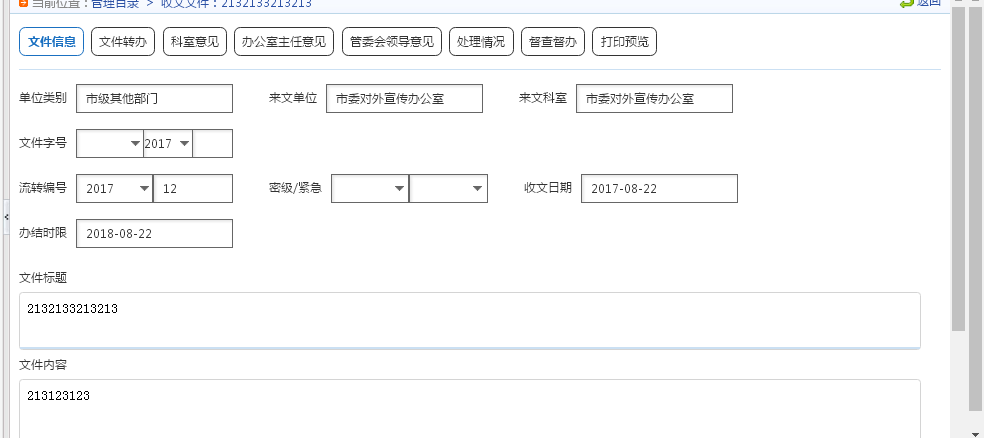 当前位置：管理目录 > 收文文件：2132133213213 返回
文件信息 文件转办 科室意见 办公室主任意见 管委会领导意见 处理情况 督查督办 打印预览
单位类别 市级其他部门 来文单位 市委对外宣传办公室 来文科室 市委对外宣传办公室
文件字号 2017
流转编号 2017 12 密级/紧急 收文日期 2017-08-22
办结时限 2018-08-22
文件标题
2132133213213
文件内容
213123123